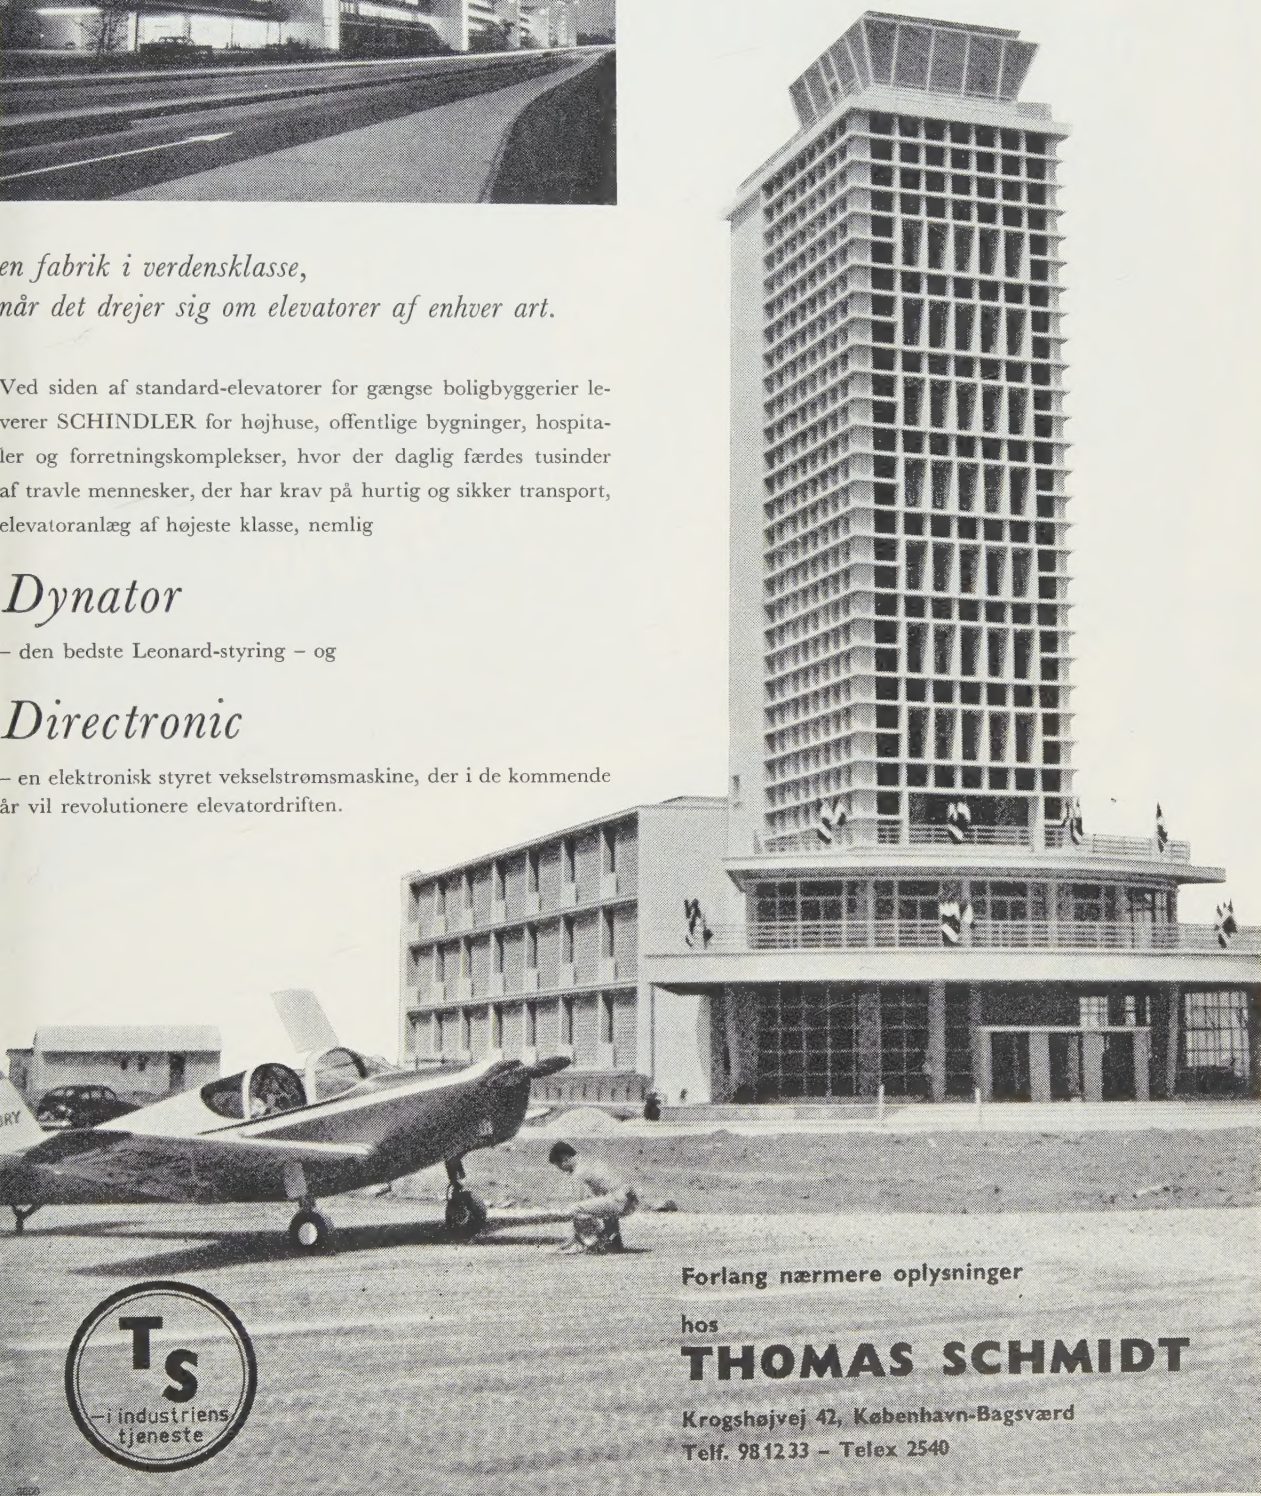 en fabrik i verdensklasse,
når det drejer sig om elevatorer af enhver art.
Ved siden af standard-elevatorer for gængse boligbyggerier le-
verer SCHINDLER for højhuse, offentlige bygninger, hospita-
ler og forretningskomplekser, hvor der daglig færdes tusinder
af travle mennesker, der har krav på hurtig og sikker transport,
elevatoranlæg af højeste klasse, nemlig
Dynator
– den bedste Leonard-styring – og
Directronic
– en elektronisk styret vekselstrømsmaskine, der i de kommende
år vil revolutionere elevatordriften.
Forlang nærmere oplysninger
hos
THOMAS SCHMIDT
Krogshøjvej 42, København-Bagsværd
Telf. 98 12 33 – Telex 2540
TS
– i industriens
tjeneste